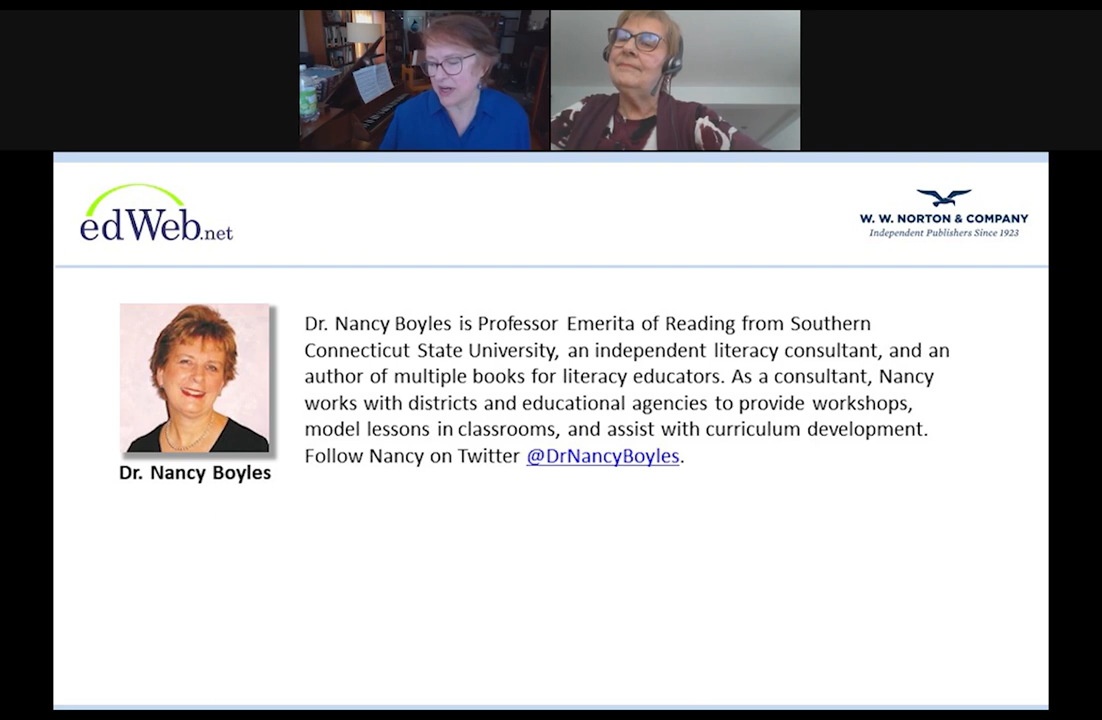 edWeb.net
W. W. NORTON & COMPANY
Independent Publishers Since 1923
Dr. Nancy Boyles is Professor Emerita of Reading from Southern
Connecticut State University, an independent literacy consultant, and an
author of multiple books for literacy educators. As a consultant, Nancy
works with districts and educational agencies to provide workshops,
model lessons in classrooms, and assist with curriculum development.
Follow Nancy on Twitter @DrNancyBoyles.
Dr. Nancy Boyles